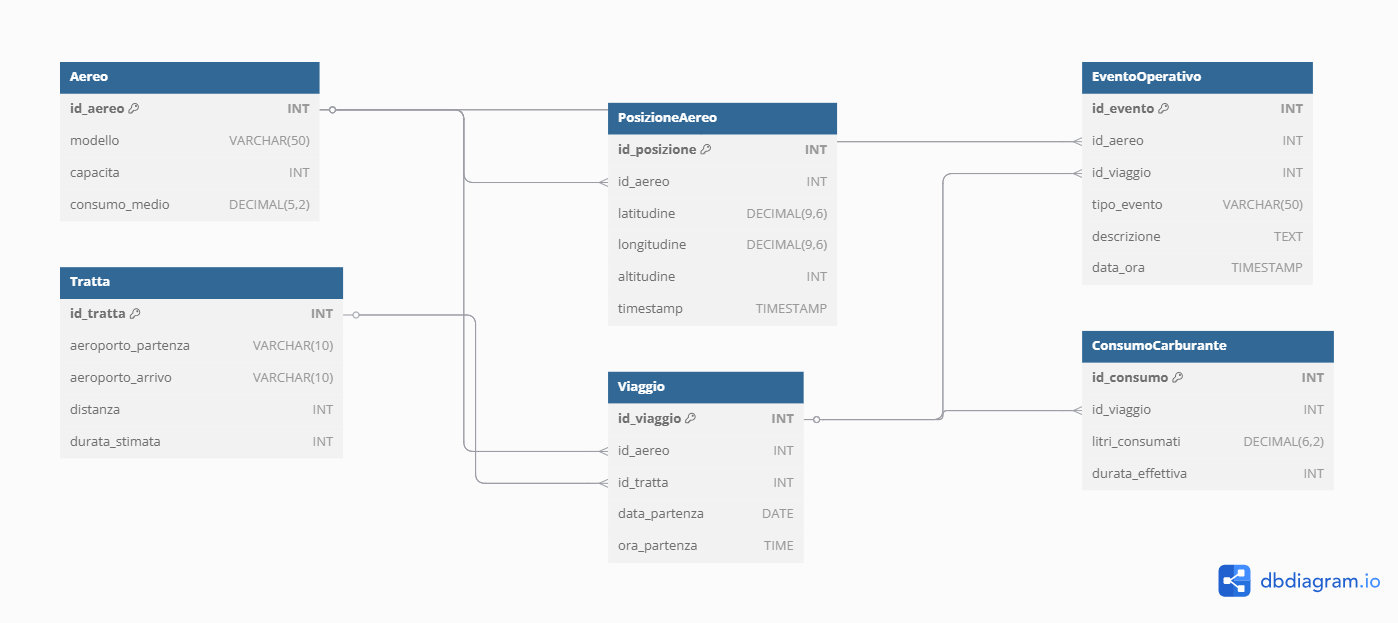 Aereo
id_aereo INT
modello VARCHAR(50)
capacita INT
consumo_medio DECIMAL(5,2)
Tratta
id_tratta INT
aeroporto_partenza VARCHAR(10)
aeroporto_arrivo VARCHAR(10)
distanza INT
durata_stimata INT
PosizioneAereo
id_posizione INT
id_aereo INT
latitudine DECIMAL(9,6)
longitudine DECIMAL(9,6)
altitudine INT
timestamp TIMESTAMP
Viaggio
id_viaggio INT
id_aereo INT
id_tratta INT
data_partenza DATE
ora_partenza TIME
EventoOperativo
id_evento INT
id_aereo INT
id_viaggio INT
tipo_evento VARCHAR(50)
descrizione TEXT
data_ora TIMESTAMP
ConsumoCarburante
id_consumo INT
id_viaggio INT
litri_consumati DECIMAL(6,2)
durata_effettiva INT
dbdiagram.io